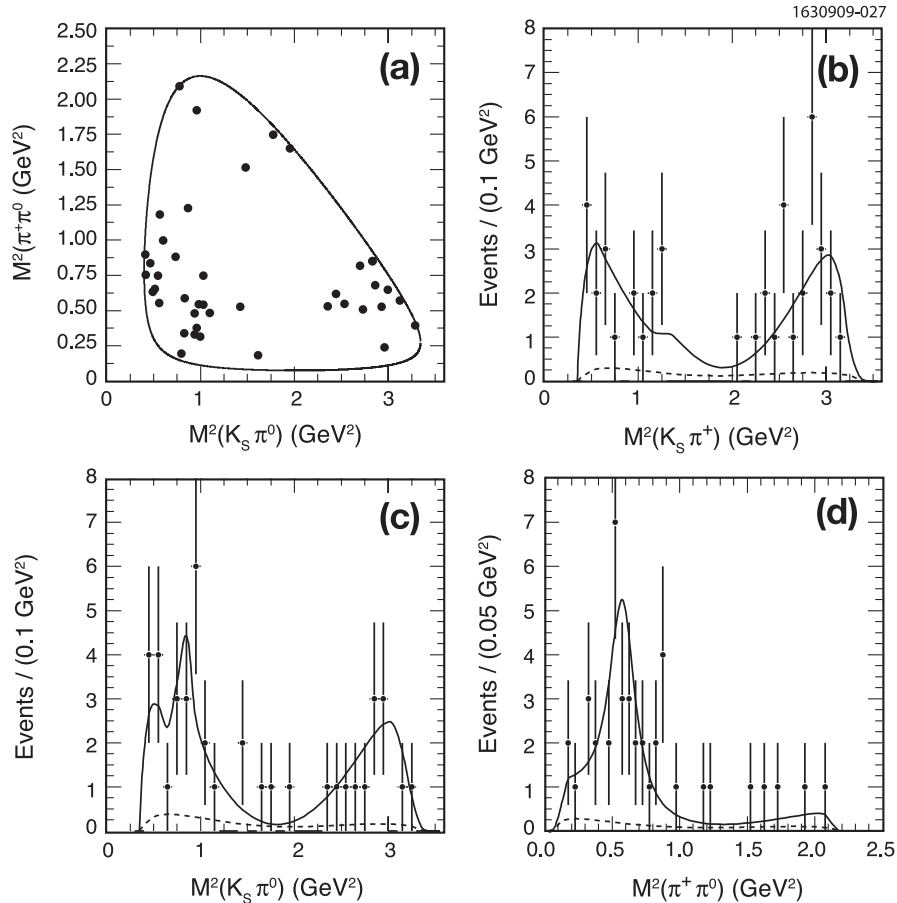 1630909-027
(a)
2.50
2.25
2.00
1.75
1.50
1.25
1.00
0.75
0.50
0.25
0
M²(π⁺π⁰ (GeV²)
0 1 2 3
M²(K_S π⁰) (GeV²)
(b)
8
7
6
5
4
3
2
1
0
Events / (0.1 GeV²)
0 1 2 3
M²(K_S π⁺) (GeV²)
(c)
8
7
6
5
4
3
2
1
0
Events / (0.1 GeV²)
0 1 2 3
M²(K_S π⁰) (GeV²)
(d)
8
7
6
5
4
3
2
1
0
Events / (0.05 GeV²)
0.0 0.5 1.0 1.5 2.0 2.5
M²(π⁺ π⁰) (GeV²)